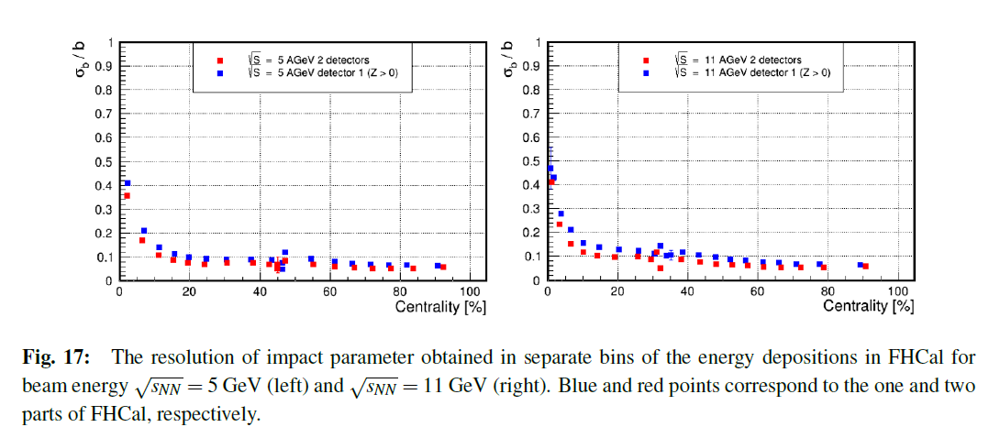 σb / b
1
0.9
0.8
0.7
0.6
0.5
0.4
0.3
0.2
0.1
0
0 20 40 60 80 100
Centrality [%]
√S = 5 AGeV 2 detectors
√S = 5 AGeV detector 1 (Z > 0)
σb / b
1
0.9
0.8
0.7
0.6
0.5
0.4
0.3
0.2
0.1
0
0 20 40 60 80 100
Centrality [%]
√S = 11 AGeV 2 detectors
√S = 11 AGeV detector 1 (Z > 0)
Fig. 17: The resolution of impact parameter obtained in separate bins of the energy depositions in FHCal for
beam energy √sNN = 5 GeV (left) and √sNN = 11 GeV (right). Blue and red points correspond to the one and two
parts of FHCal, respectively.